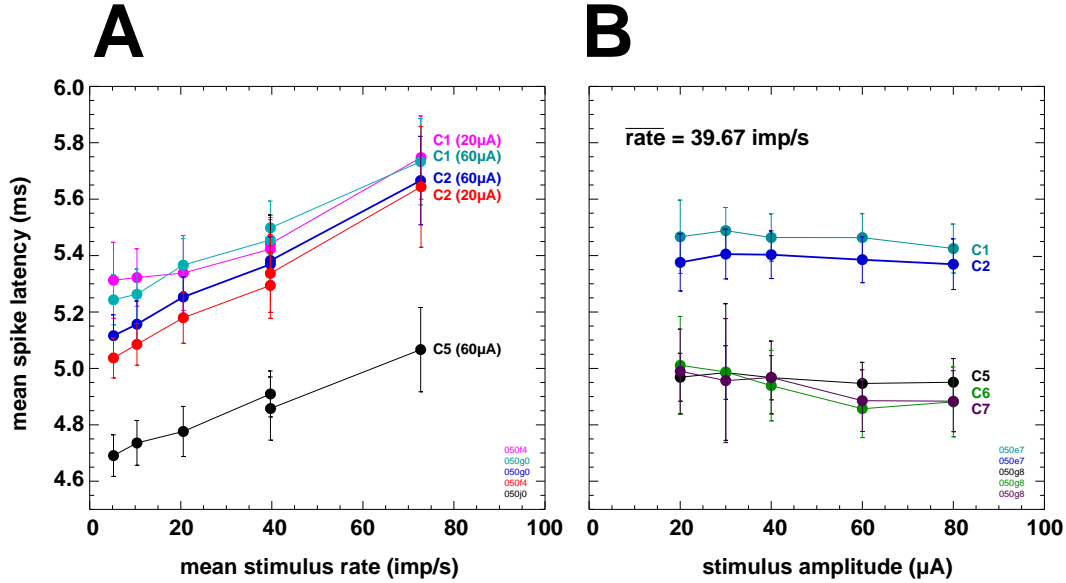 A
B
6.0
5.8
5.6
5.4
5.2
5.0
4.8
4.6
mean spike latency (ms)
C1 (20µA)
C1 (60µA)
C2 (60µA)
C2 (20µA)
C5 (60µA)
050f4
050g0
050g0
050f4
050j0
0 20 40 60 80 100
mean stimulus rate (imp/s)
rate = 39.67 imp/s
C1
C2
C5
C6
C7
050e7
050e7
050g8
050g8
050g8
0 20 40 60 80 100
stimulus amplitude (µA)